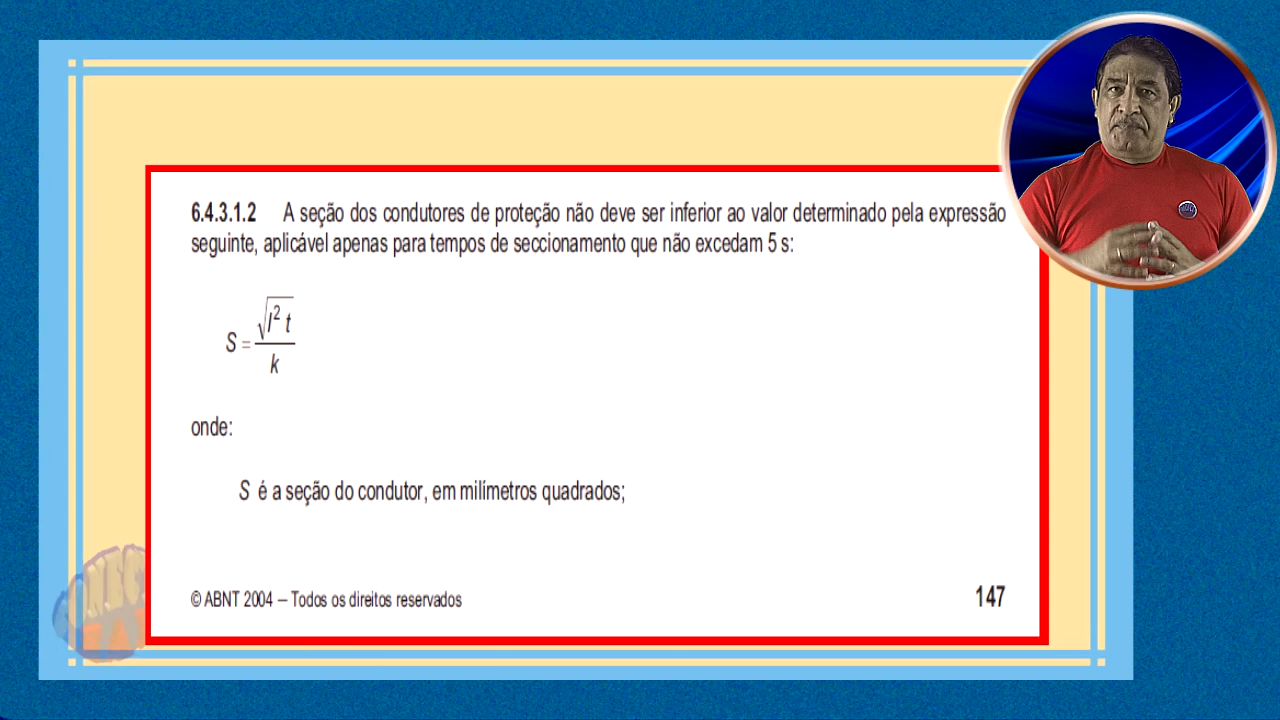 6.4.3.1.2 A seção dos condutores de proteção não deve ser inferior ao valor determinado pela expressão
seguinte, aplicável apenas para tempos de seccionamento que não excedam 5 s:
S = √(I² t) / k
onde:
S é a seção do condutor, em milímetros quadrados;
© ABNT 2004 – Todos os direitos reservados
147